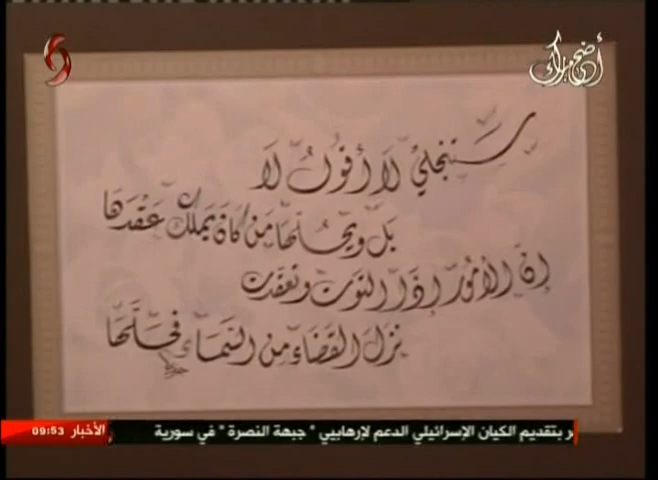 أضحى مبارك
ستنجلي لا أقول لا
بل ويحلها من كان يملك عقدها
إن الأمور إذا التوت وتعقدت
نزل القضاء من السماء فحلها
ر بتقديم الكيان الإسرائيلي الدعم لإرهابيي " جبهة النصرة " في سورية
الأخبار 09:53